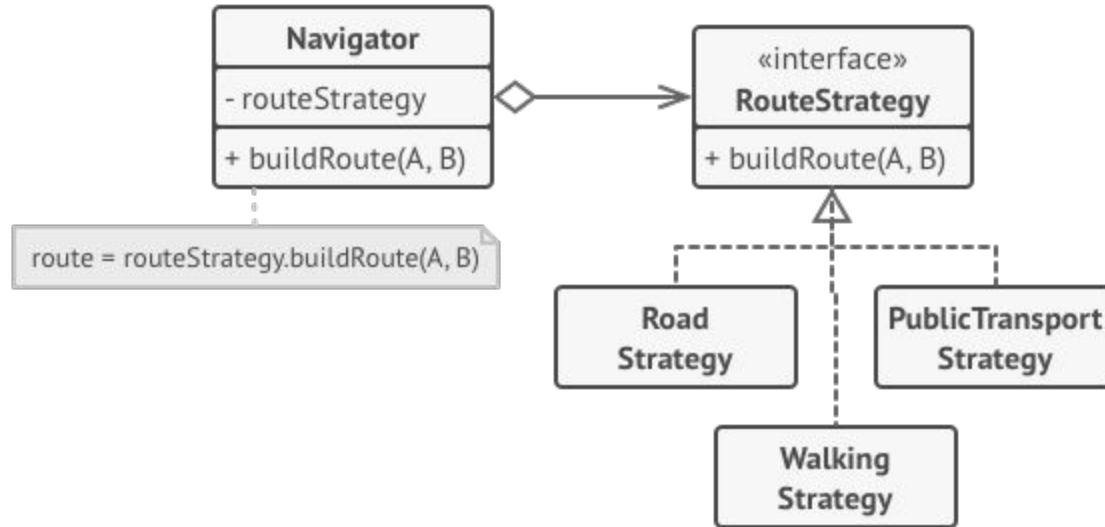 Navigator
- routeStrategy
+ buildRoute(A, B)
route = routeStrategy.buildRoute(A, B)
«interface»
RouteStrategy
+ buildRoute(A, B)
Road
Strategy
PublicTransport
Strategy
Walking
Strategy